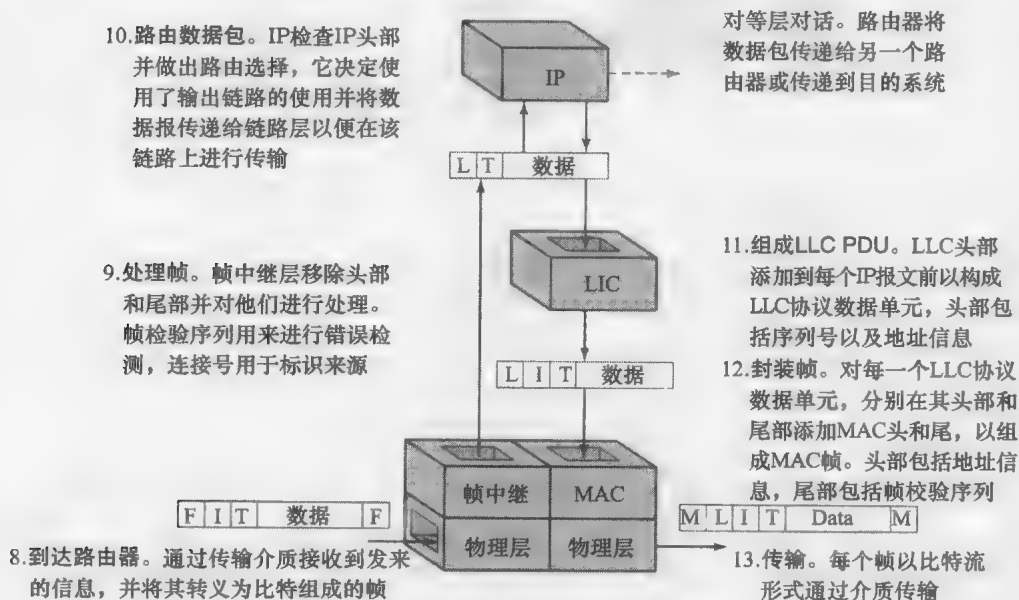 10.路由数据包。IP检查IP头部
并做出路由选择，它决定使
用了输出链路的使用并将数
据报传递给链路层以便在该
链路上进行传输
IP
对等层对话。路由器将
数据包传递给另一个路
由器或传递到目的系统
L T 数据
9.处理帧。帧中继层移除头部
和尾部并对他们进行处理。
帧检验序列用来进行错误检
测，连接号用于标识来源
LIC
11.组成LLC PDU。LLC头部
添加到每个IP报文前以构成
LLC协议数据单元，头部包
括序列号以及地址信息
L I T 数据
12.封装帧。对每一个LLC协议
数据单元，分别在其头部和
尾部添加MAC头和尾，以组
成MAC帧。头部包括地址信
息，尾部包括帧校验序列
帧中继 MAC
F I T 数据 F
物理层 物理层
M L I T Data M
8.到达路由器。通过传输介质接收到发来
的信息，并将其转义为比特组成的帧
13.传输。每个帧以比特流
形式通过介质传输